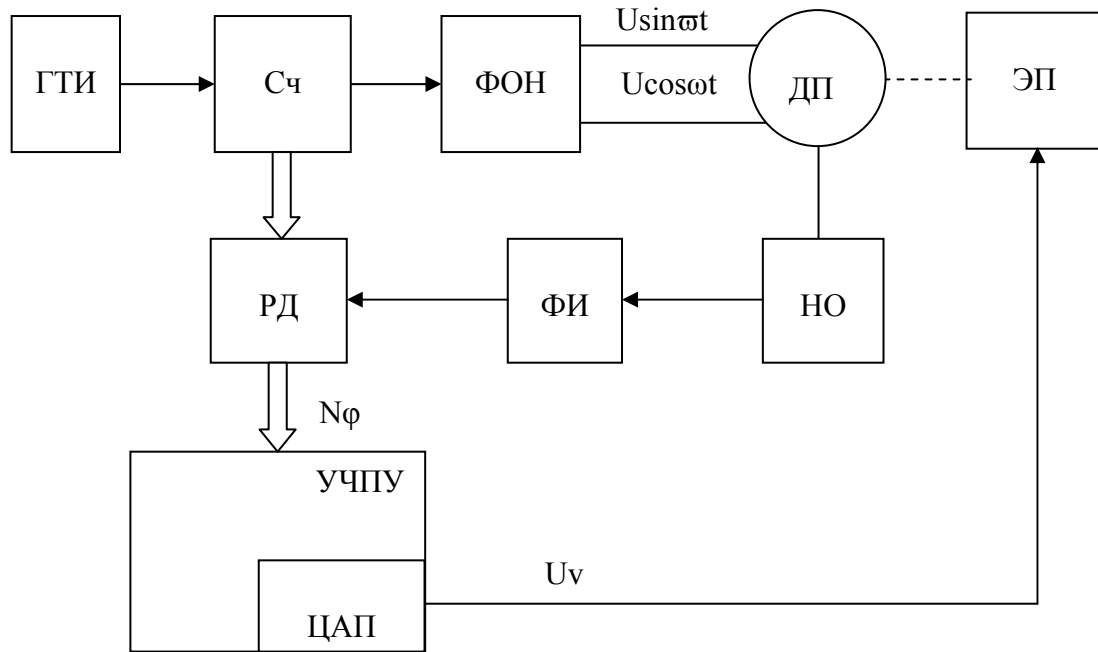 Usinϖt
ГТИ
Сч
ФОН
Ucosωt
ДП
ЭП
РД
ФИ
НО
Nφ
УЧПУ
Uv
ЦАП